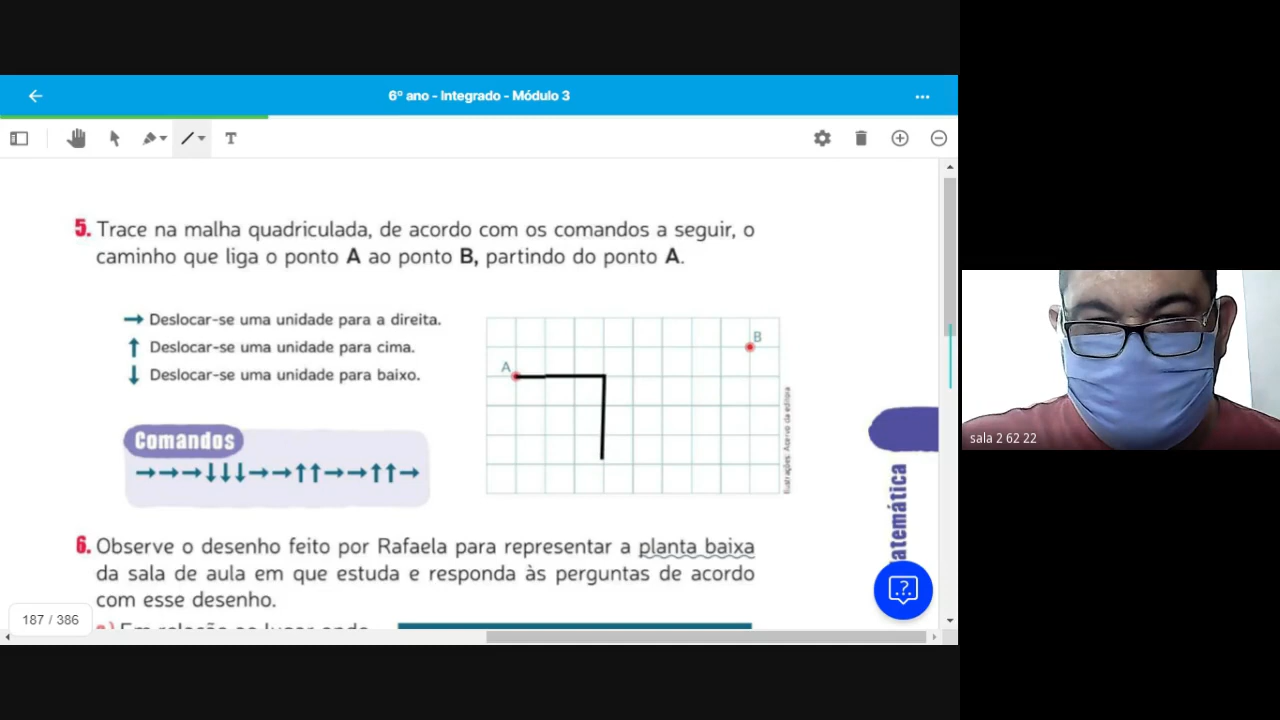 6º ano - Integrado - Módulo 3
T
5. Trace na malha quadriculada, de acordo com os comandos a seguir, o
caminho que liga o ponto A ao ponto B, partindo do ponto A.
→ Deslocar-se uma unidade para a direita.
↑ Deslocar-se uma unidade para cima.
↓ Deslocar-se uma unidade para baixo.
A
B
Ilustrações: Acervo da editora
Comandos
→→→↓↓↓→→↑↑→→↑↑→
atemática
6. Observe o desenho feito por Rafaela para representar a planta baixa
da sala de aula em que estuda e responda às perguntas de acordo
com esse desenho.
187 / 386
sala 2 62 22